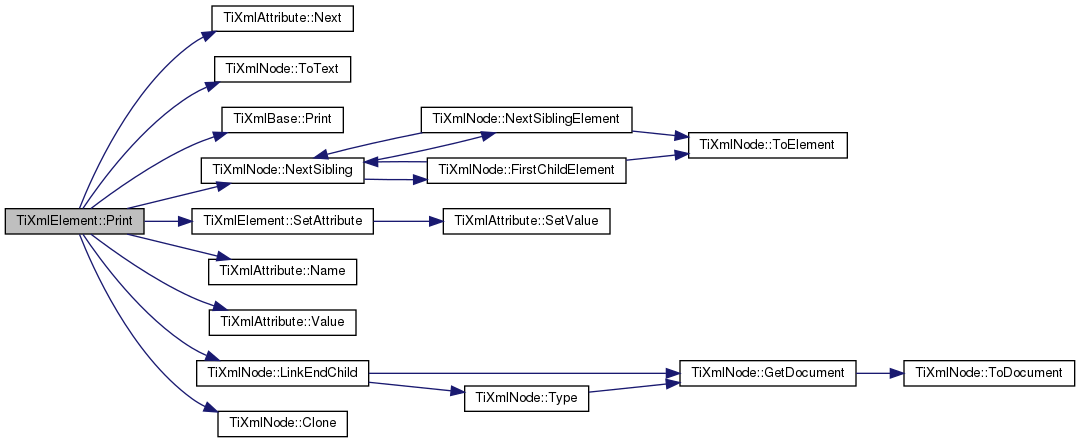 TiXmlAttribute::Next
TiXmlNode::ToText
TiXmlBase::Print
TiXmlNode::NextSiblingElement
TiXmlNode::ToElement
TiXmlNode::NextSibling
TiXmlNode::FirstChildElement
TiXmlElement::Print
TiXmlElement::SetAttribute
TiXmlAttribute::SetValue
TiXmlAttribute::Name
TiXmlAttribute::Value
TiXmlNode::LinkEndChild
TiXmlNode::GetDocument
TiXmlNode::ToDocument
TiXmlNode::Type
TiXmlNode::Clone